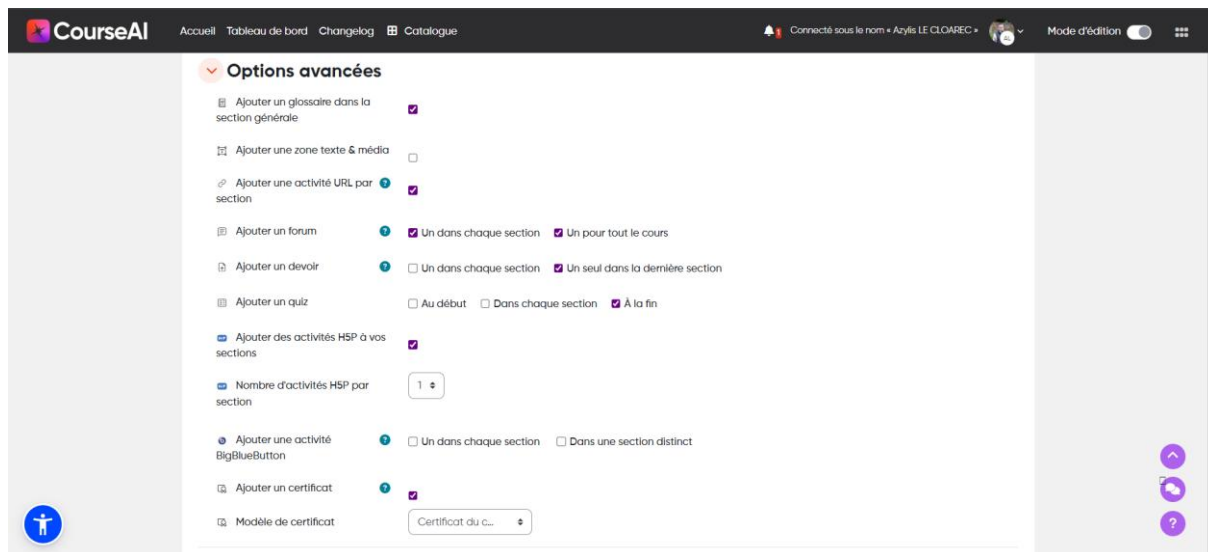 CourseAI
Accueil Tableau de bord Changelog Catalogue
1 Connecté sous le nom « Azylis LE CLOAREC » AL Mode d'édition
Options avancées
Ajouter un glossaire dans la
section générale
Ajouter une zone texte & média
Ajouter une activité URL par ?
section
Ajouter un forum ? Un dans chaque section Un pour tout le cours
Ajouter un devoir ? Un dans chaque section Un seul dans la dernière section
Ajouter un quiz Au début Dans chaque section À la fin
Ajouter des activités H5P à vos
sections
Nombre d'activités H5P par 1
section
Ajouter une activité ? Un dans chaque section Dans une section distinct
BigBlueButton
Ajouter un certificat ?
Modèle de certificat Certificat du c...
?